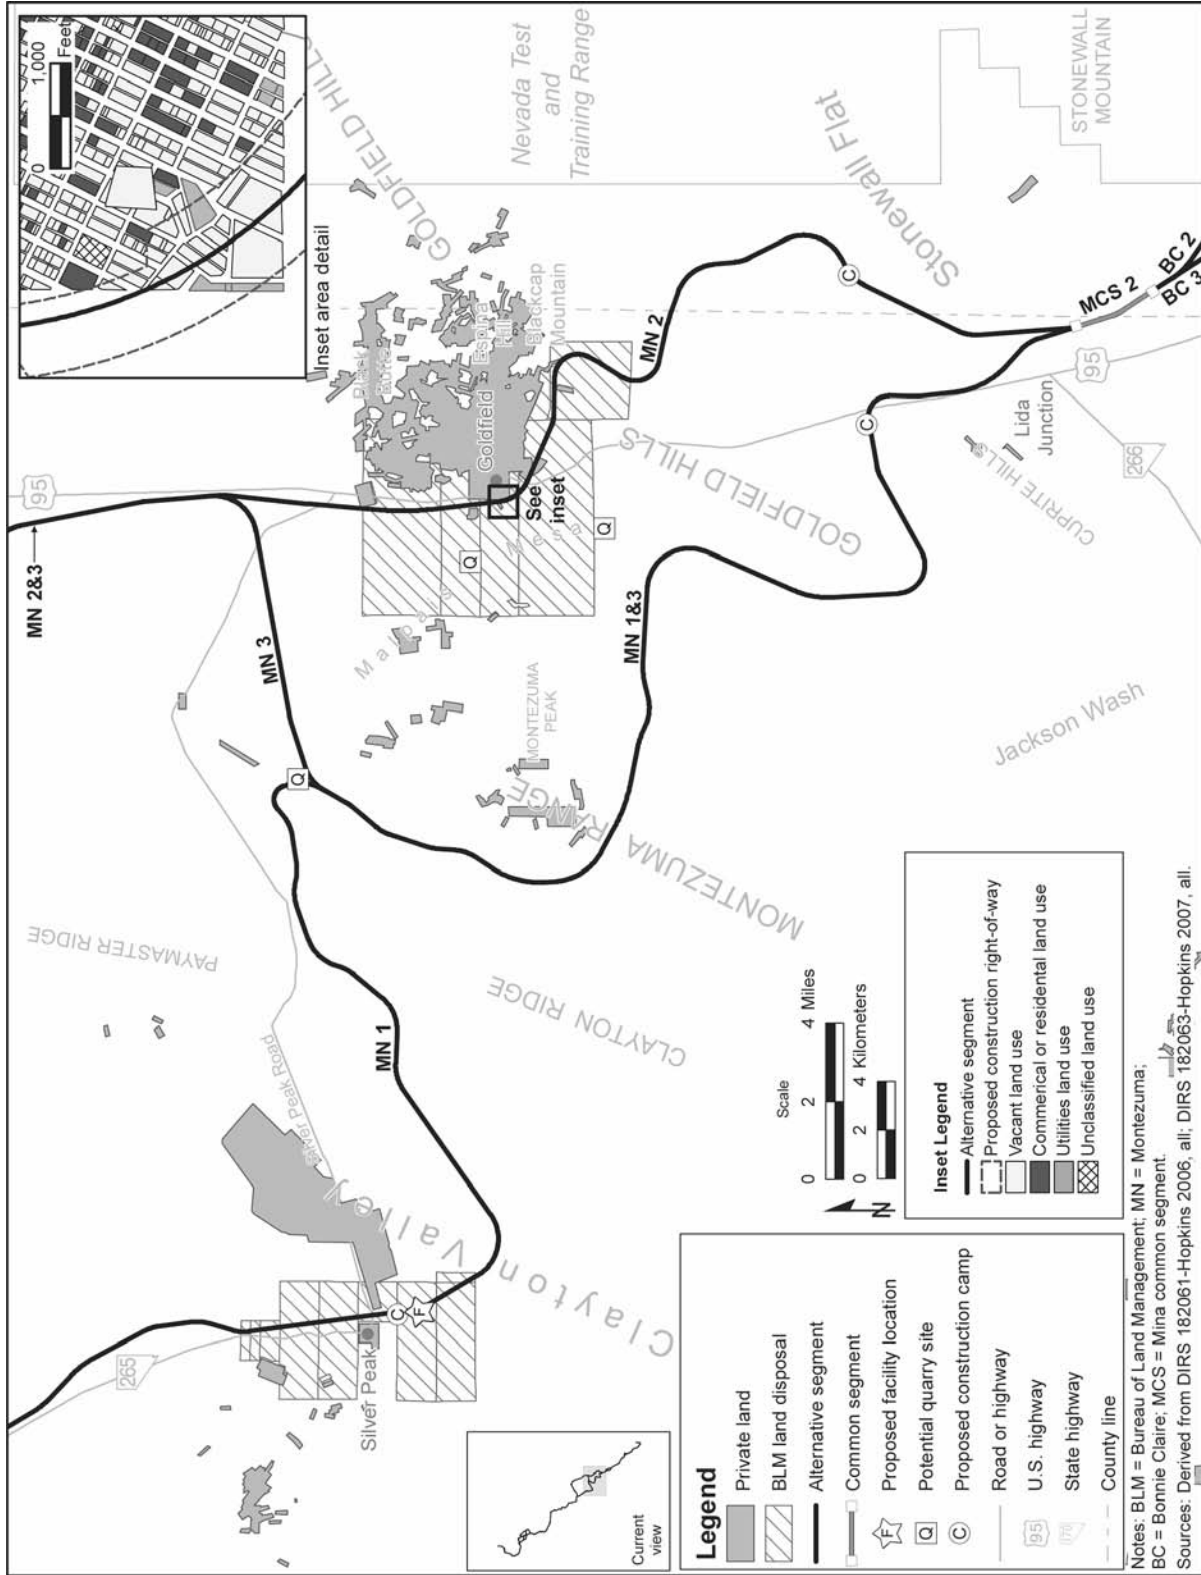 0 1,000
Feet
Inset area detail
95
MN 2&3
MN 3
Silver Peak Road
PAYMASTER RIDGE
265
Silver Peak
Clayton Valley
C
F
MN 1
CLAYTON RIDGE
Q
MONTEZUMA RANGE
MONTEZUMA
PEAK
Malpais
Mesa
Q
Q
See
inset
Black
Butte
Goldfield
Espina
Hill
Blackcap
Mountain
GOLDFIELD HILLS
Nevada Test
and
Training Range
MN 2
Stonewall Flat
STONEWALL
MOUNTAIN
GOLDFIELD HILLS
MN 1&3
C
C
Jackson Wash
CUPRITE HILLS
Lida
Junction
95
266
MCS 2
BC 2
BC 3
Current
view
Scale
0 2 4 Miles
0 2 4 Kilometers
N
Legend
Private land
BLM land disposal
Alternative segment
Common segment
F Proposed facility location
Q Potential quarry site
C Proposed construction camp
Road or highway
95 U.S. highway
State highway
County line
Inset Legend
Alternative segment
Proposed construction right-of-way
Vacant land use
Commerical or residental land use
Utilities land use
Unclassified land use
Notes: BLM = Bureau of Land Management; MN = Montezuma;
BC = Bonnie Claire; MCS = Mina common segment.
Sources: Derived from DIRS 182061-Hopkins 2006, all; DIRS 182063-Hopkins 2007, all.